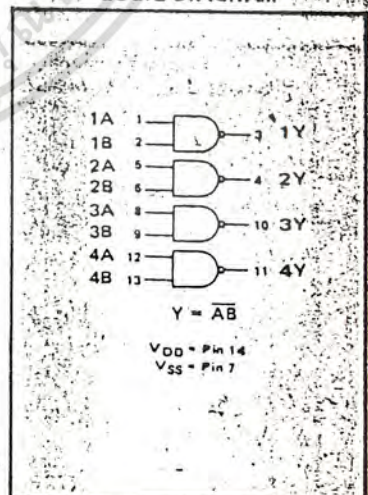 1A 1 3 1Y
1B 2
2A 5 4 2Y
2B 6
3A 8 10 3Y
3B 9
4A 12 11 4Y
4B 13
Y = A̅B̅
VDD = Pin 14
VSS = Pin 7